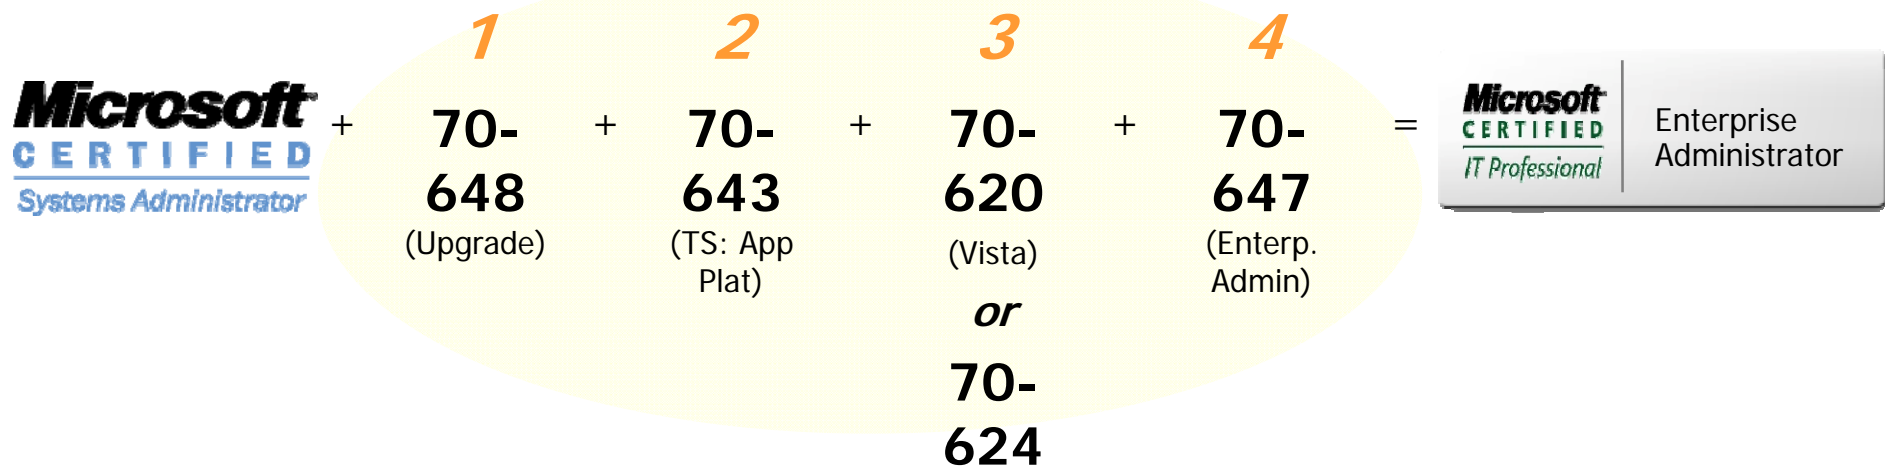 1 2 3 4
Microsoft
CERTIFIED
Systems Administrator
+
70-
648
(Upgrade)
+
70-
643
(TS: App
Plat)
+
70-
620
(Vista)
or
70-
624
+
70-
647
(Enterp.
Admin)
=
Microsoft
CERTIFIED
IT Professional
Enterprise
Administrator